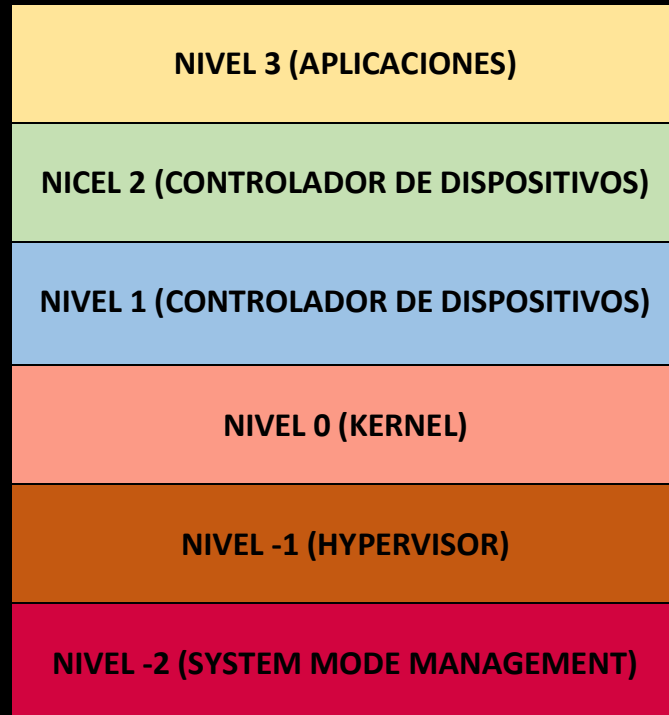 NIVEL 3 (APLICACIONES)
NICEL 2 (CONTROLADOR DE DISPOSITIVOS)
NIVEL 1 (CONTROLADOR DE DISPOSITIVOS)
NIVEL 0 (KERNEL)
NIVEL -1 (HYPERVISOR)
NIVEL -2 (SYSTEM MODE MANAGEMENT)